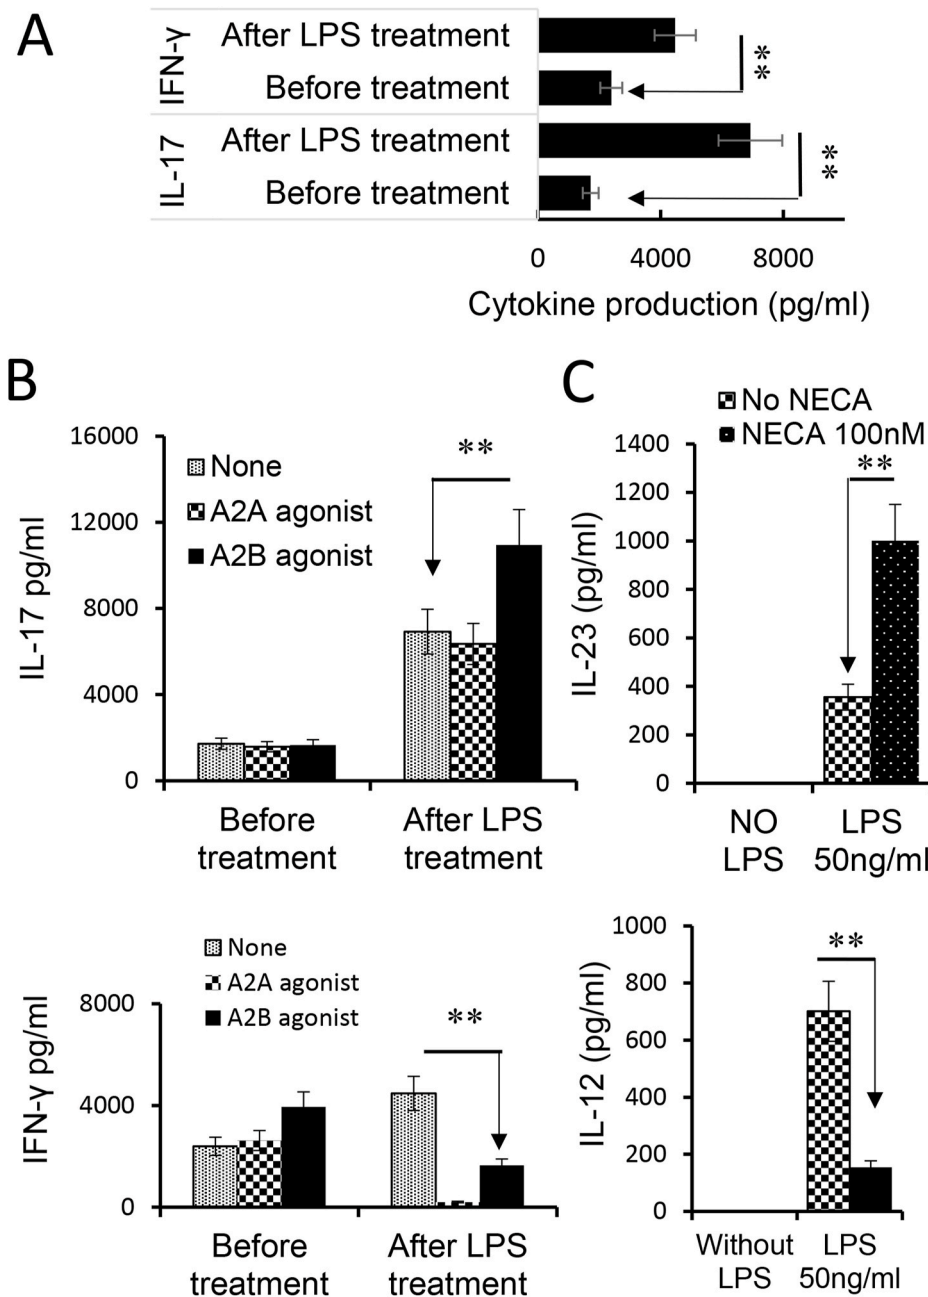 A
IFN-γ
After LPS treatment
Before treatment
**
IL-17
After LPS treatment
Before treatment
**
0 4000 8000
Cytokine production (pg/ml)
B
IL-17 pg/ml
16000
12000
8000
4000
0
None
A2A agonist
A2B agonist
**
Before treatment
After LPS treatment
C
No NECA
NECA 100nM
IL-23 (pg/ml)
1400
1200
1000
800
600
400
200
0
**
NO LPS
LPS 50ng/ml
IFN-γ pg/ml
8000
4000
0
None
A2A agonist
A2B agonist
**
Before treatment
After LPS treatment
IL-12 (pg/ml)
1000
800
600
400
200
0
**
Without LPS
LPS 50ng/ml